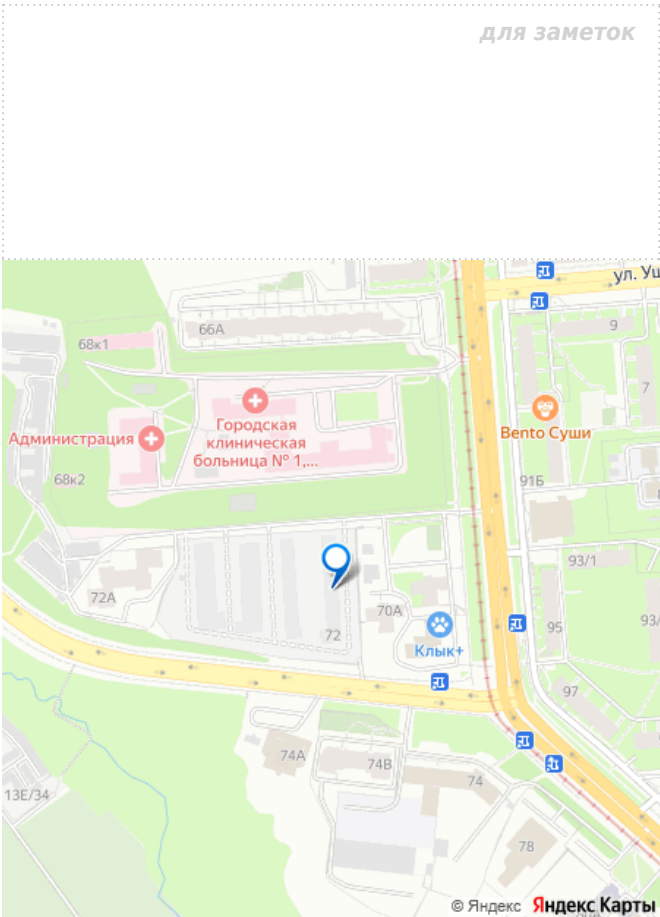 для заметок
ул. Уш
66А
9
68к1
7
Городская
клиническая
больница № 1,...
Администрация
Bento Суши
68к2
91Б
93/1
72А
70А
72
Клык+
95
93/
97
74А
74В
74
13Е/34
78
© Яндекс Яндекс Карты